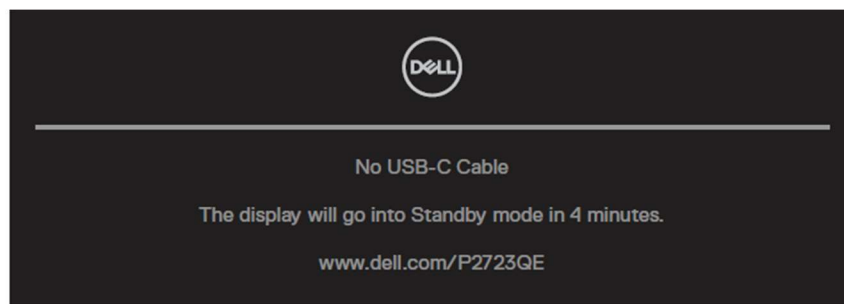 DELL
No USB-C Cable
The display will go into Standby mode in 4 minutes.
www.dell.com/P2723QE